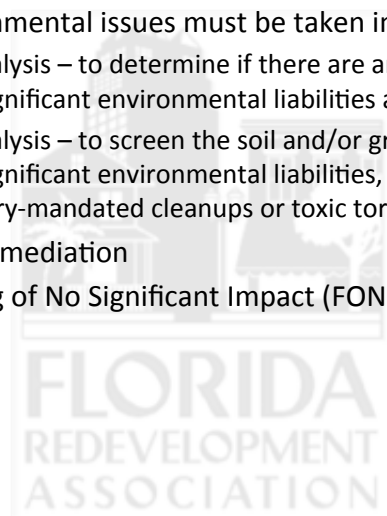 nmental issues must be taken in
alysis – to determine if there are a
gnificant environmental liabilities a
alysis – to screen the soil and/or gr
gnificant environmental liabilities,
ry-mandated cleanups or toxic tor
mediation
g of No Significant Impact (FON
FLORIDA
REDEVELOPMENT
ASSOCIATION